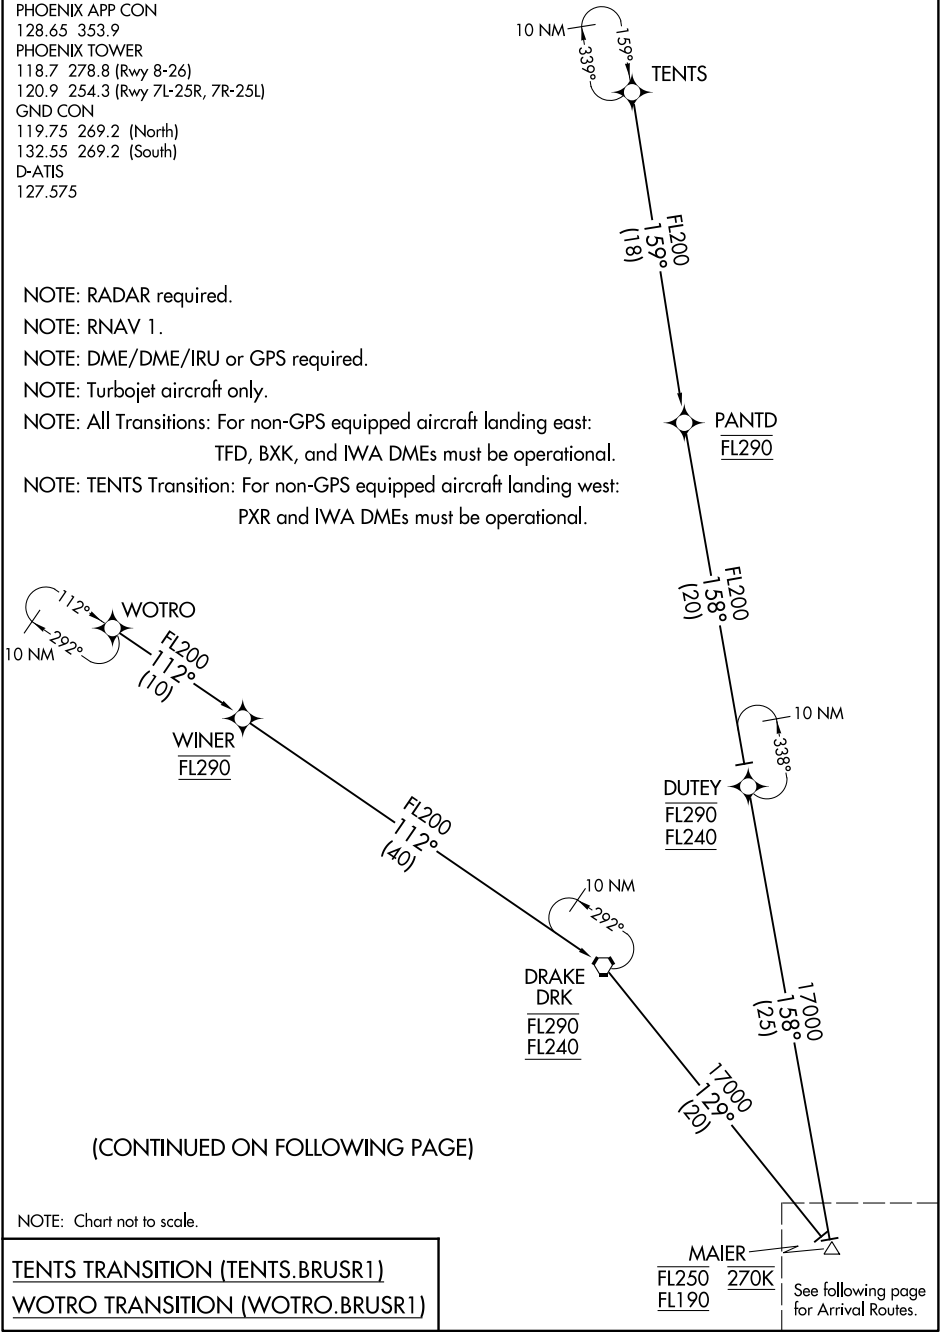 PHOENIX APP CON
128.65 353.9
PHOENIX TOWER
118.7 278.8 (Rwy 8-26)
120.9 254.3 (Rwy 7L-25R, 7R-25L)
GND CON
119.75 269.2 (North)
132.55 269.2 (South)
D-ATIS
127.575
10 NM
339°
159°
TENTS
FL200
159°
(18)
NOTE: RADAR required.
NOTE: RNAV 1.
NOTE: DME/DME/IRU or GPS required.
NOTE: Turbojet aircraft only.
NOTE: All Transitions: For non-GPS equipped aircraft landing east:
TFD, BXK, and IWA DMEs must be operational.
NOTE: TENTS Transition: For non-GPS equipped aircraft landing west:
PXR and IWA DMEs must be operational.
PANTD
FL290
FL200
158°
(20)
112°
292°
10 NM
WOTRO
FL200
112°
(10)
WINER
FL290
10 NM
338°
DUTEY
FL290
FL240
FL200
112°
(40)
10 NM
292°
DRAKE
DRK
FL290
FL240
17000
158°
(25)
17000
129°
(20)
(CONTINUED ON FOLLOWING PAGE)
NOTE: Chart not to scale.
TENTS TRANSITION (TENTS.BRUSR1)
WOTRO TRANSITION (WOTRO.BRUSR1)
MAIER
FL250 270K
FL190
See following page
for Arrival Routes.